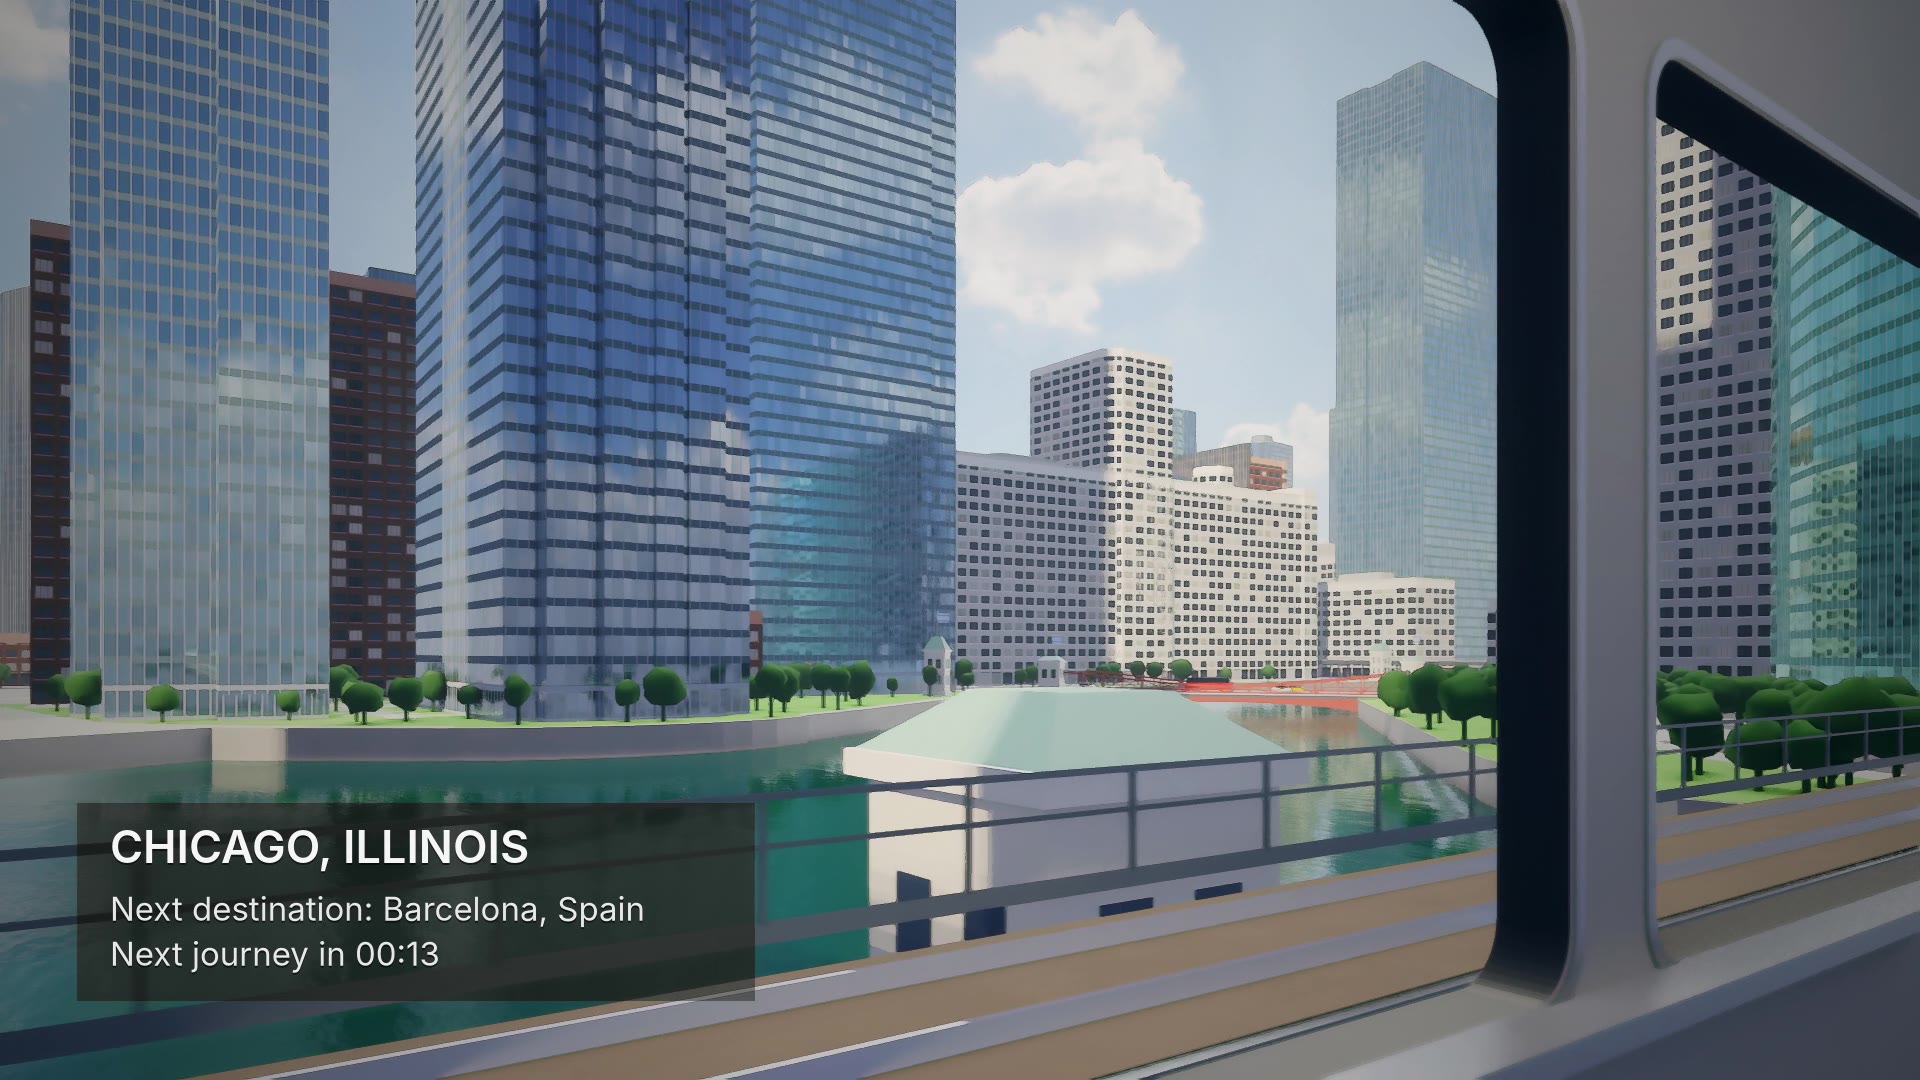 CHICAGO, ILLINOIS
Next destination: Barcelona, Spain
Next journey in 00:13